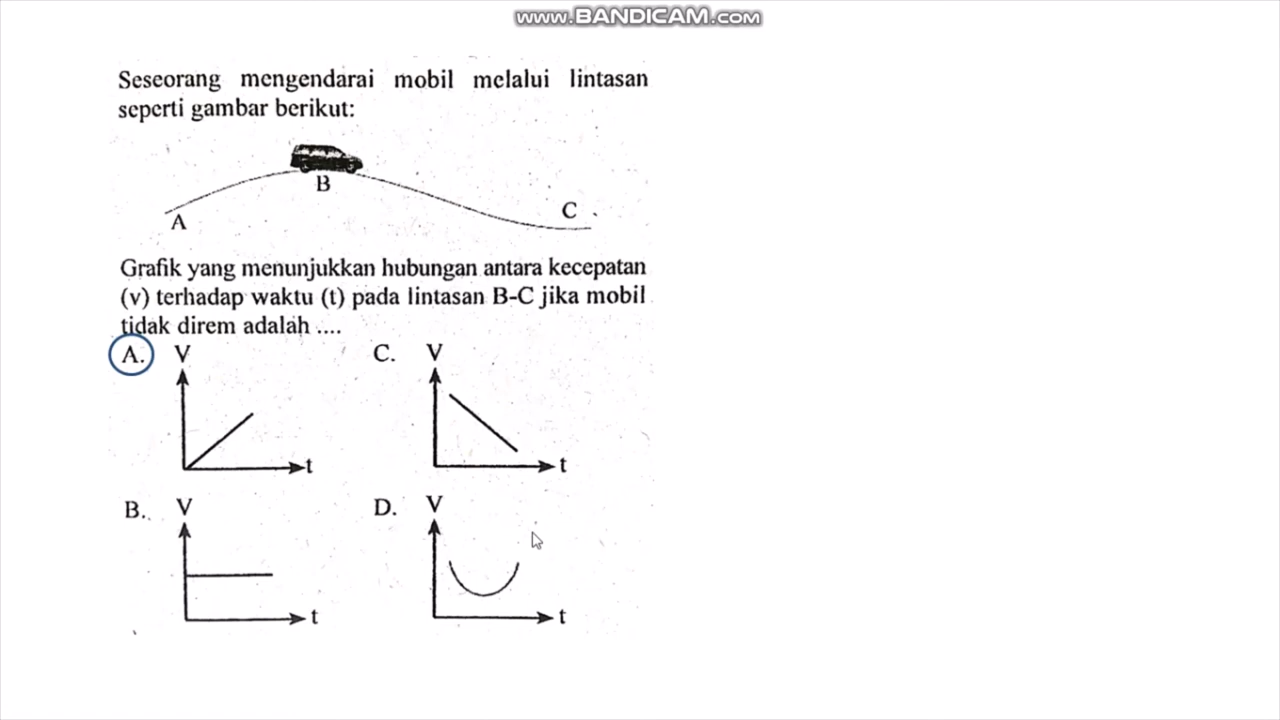 www.BANDICAM.com
Seseorang mengendarai mobil melalui lintasan
seperti gambar berikut:
B
A
C
Grafik yang menunjukkan hubungan antara kecepatan
(v) terhadap waktu (t) pada lintasan B-C jika mobil
tidak direm adalah ....
A. V
t
C. V
t
B. V
t
D. V
t